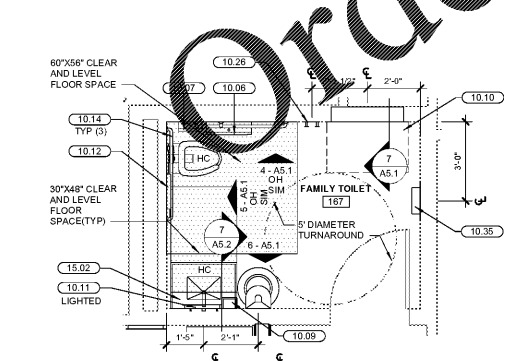 Orde
60"X56" CLEAR
AND LEVEL
FLOOR SPACE
10.26
10.06
2'-0"
10.10
10.14
TYP (3)
10.12
HC
4 - A5.1
OH
SIM
5 - A5.1
OH
SIM
7
A5.1
3'-0"
FAMILY TOILET
167
30"X48" CLEAR
AND LEVEL
FLOOR
SPACE(TYP)
7
A5.2
6 - A5.1
5' DIAMETER
TURNAROUND
10.35
15.02
HC
10.11
LIGHTED
10.09
1'-5"
2'-1"